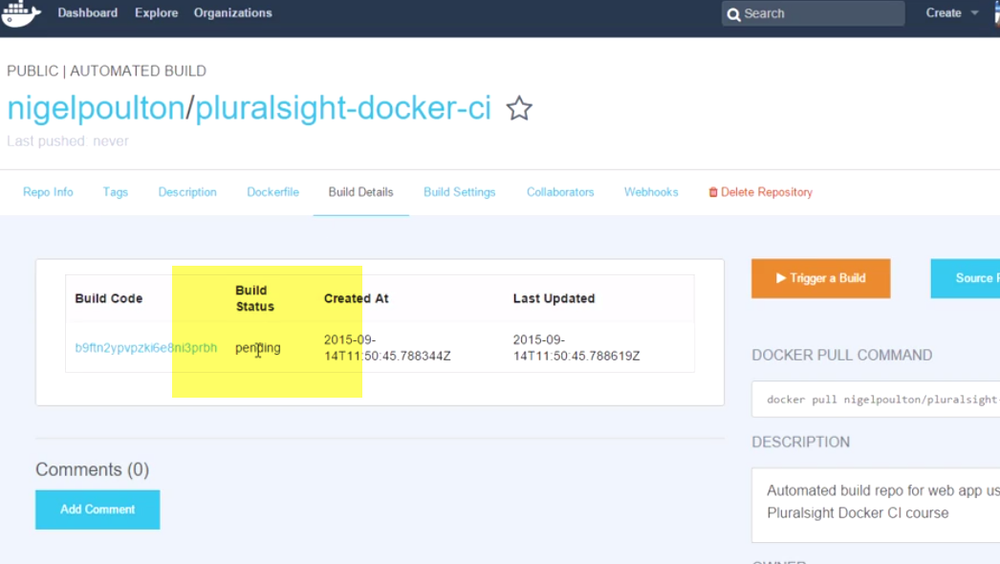 Dashboard Explore Organizations Search Create
PUBLIC | AUTOMATED BUILD
nigelpoulton/pluralsight-docker-ci
Last pushed never
Repo Info Tags Description Dockerfile Build Details Build Settings Collaborators Webhooks Delete Repository
Build Code Build Status Created At Last Updated
b9ftn2ypvpzki6e8ni3prbh pending 2015-09-14T11:50:45.788344Z 2015-09-14T11:50:45.788619Z
Trigger a Build Source
DOCKER PULL COMMAND
docker pull nigelpoulton/pluralsight-
DESCRIPTION
Automated build repo for web app us
Pluralsight Docker CI course
Comments (0)
Add Comment